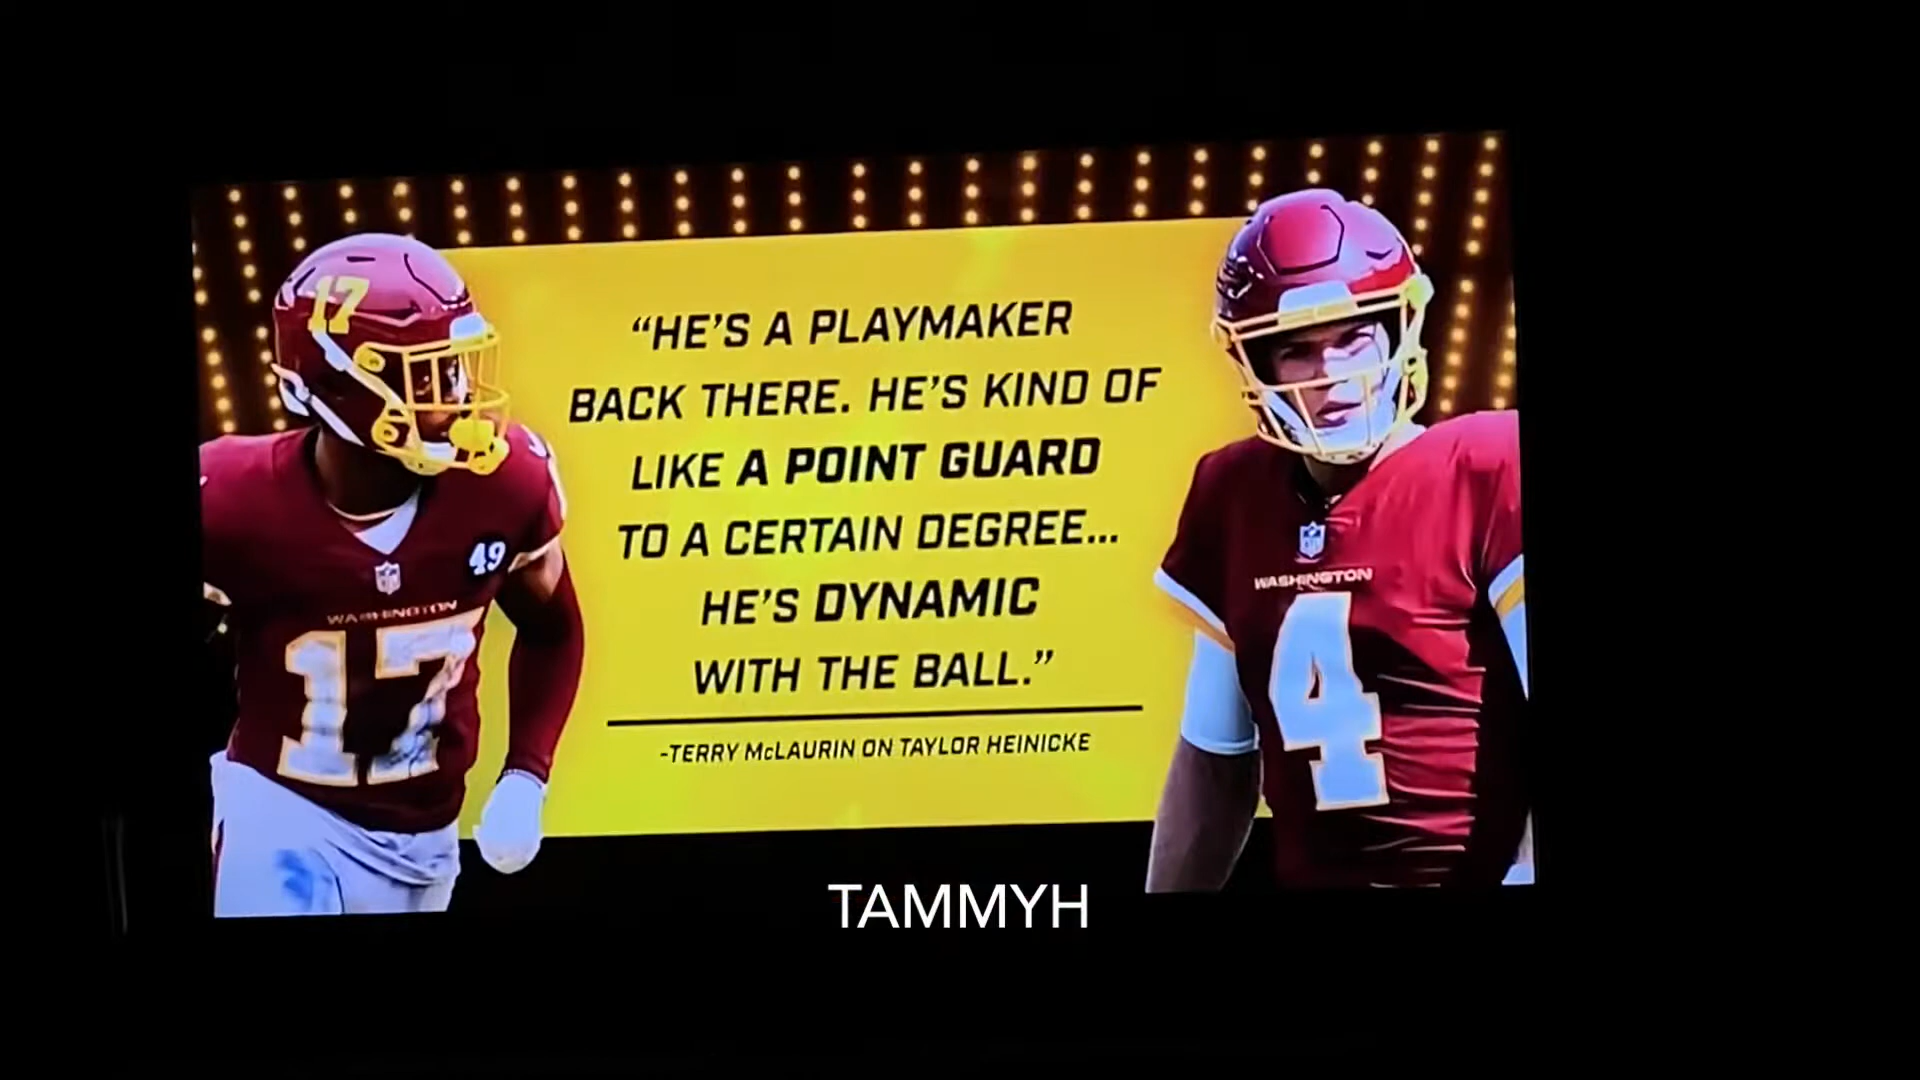 "HE'S A PLAYMAKER
BACK THERE. HE'S KIND OF
LIKE A POINT GUARD
TO A CERTAIN DEGREE...
HE'S DYNAMIC
WITH THE BALL."
-TERRY McLAURIN ON TAYLOR HEINICKE
17
49
WASHINGTON
17
WASHINGTON
4
TAMMYH